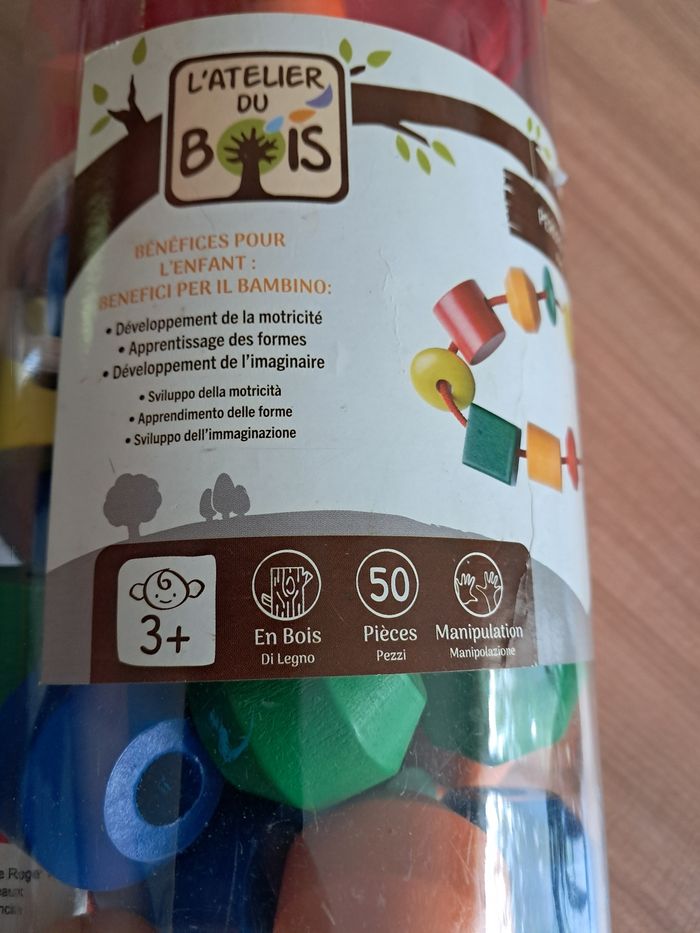 L'ATELIER
DU
BOIS
BÉNÉFICES POUR
L'ENFANT :
BENEFICI PER IL BAMBINO:
• Développement de la motricité
• Apprentissage des formes
• Développement de l'imaginaire
• Sviluppo della motricità
• Apprendimento delle forme
• Sviluppo dell'immaginazione
3+
En Bois
Di Legno
50
Pièces
Pezzi
Manipulation
Manipolazione
Roger